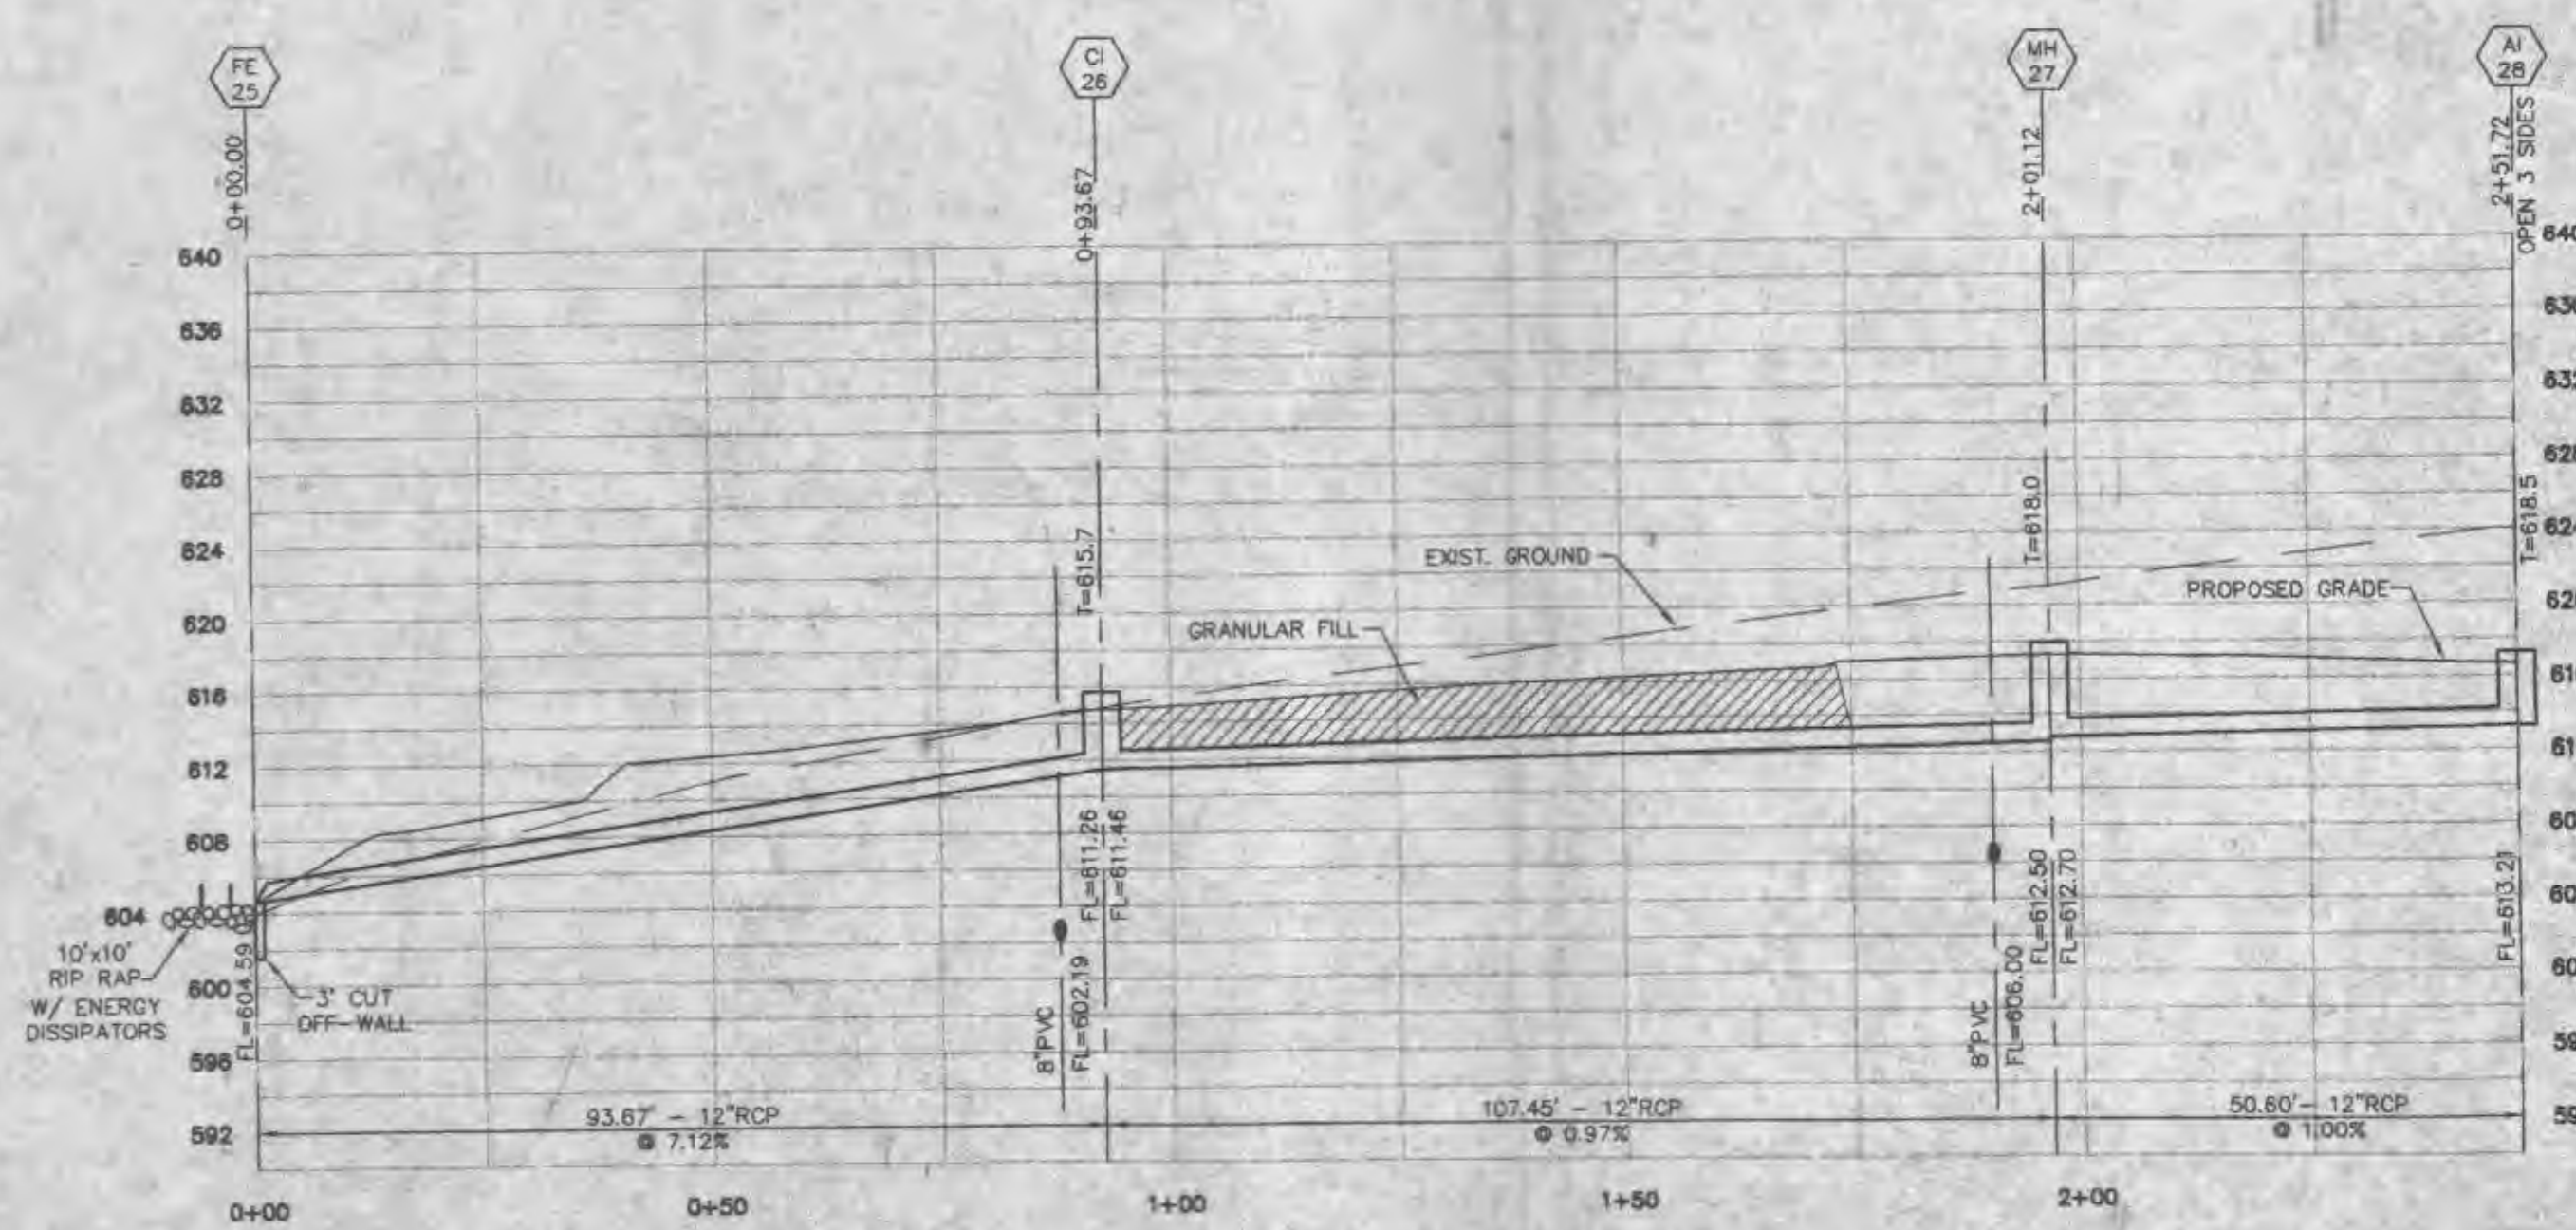 FE
25
CI
26
MH
27
AI
28
0+00.00
0+93.67
2+01.12
2+51.72
OPEN 3 SIDES
640
636
632
628
624
620
616
612
608
604
600
596
592
640
T=615.7
T=618.0
T=618.5
EXIST. GROUND
GRANULAR FILL
PROPOSED GRADE
10'x10'
RIP RAP
W/ ENERGY
DISSIPATORS
FL=604.59
3' CUT
OFF-WALL
8"PVC
FL=602.19
FL=611.26
FL=611.46
8"PVC
FL=606.00
FL=612.50
FL=612.70
FL=613.21
93.67' - 12"RCP
@ 7.12%
107.45' - 12"RCP
@ 0.97%
50.60' - 12"RCP
@ 1.00%
0+00
0+50
1+00
1+50
2+00